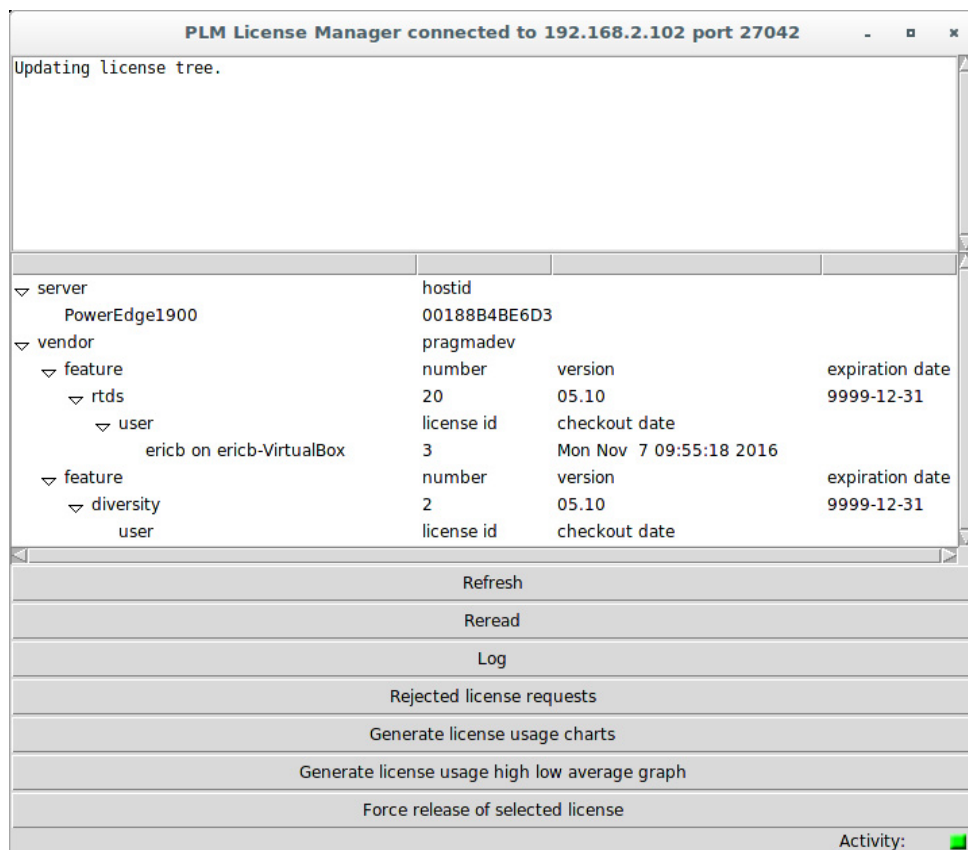 PLM License Manager connected to 192.168.2.102 port 27042
Updating license tree.
server hostid
PowerEdge1900 00188B4BE6D3
vendor pragmadev
feature number version expiration date
rtds 20 05.10 9999-12-31
user license id checkout date
ericb on ericb-VirtualBox 3 Mon Nov  7 09:55:18 2016
feature number version expiration date
diversity 2 05.10 9999-12-31
user license id checkout date
Refresh
Reread
Log
Rejected license requests
Generate license usage charts
Generate license usage high low average graph
Force release of selected license
Activity: